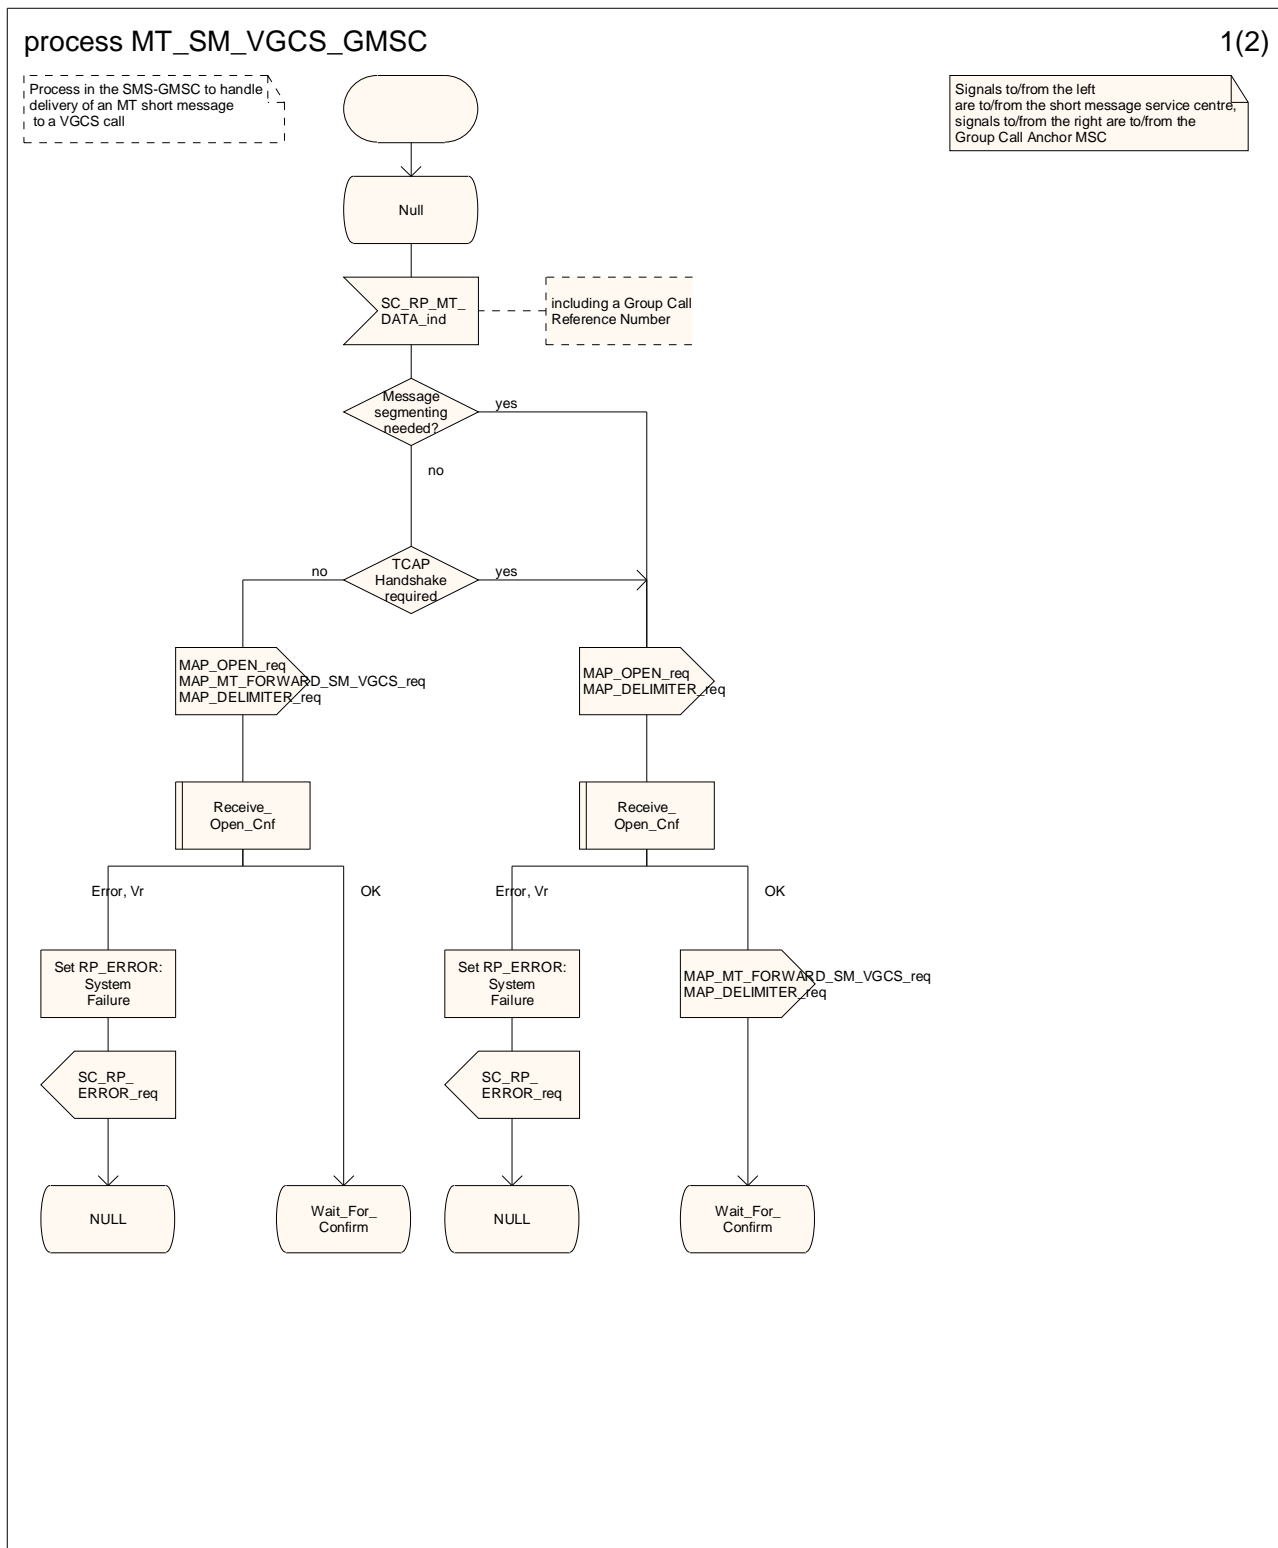 process MT_SM_VGCS_GMSC
1(2)
Process in the SMS-GMSC to handle
delivery of an MT short message
to a VGCS call
Signals to/from the left
are to/from the short message service centre,
signals to/from the right are to/from the
Group Call Anchor MSC
Null
SC_RP_MT_
DATA_ind
including a Group Call
Reference Number
Message
segmenting
needed?
yes
no
TCAP
Handshake
required
no
yes
MAP_OPEN_req
MAP_MT_FORWARD_SM_VGCS_req
MAP_DELIMITER_req
MAP_OPEN_req
MAP_DELIMITER_req
Receive_
Open_Cnf
Receive_
Open_Cnf
Error, Vr
OK
Error, Vr
OK
Set RP_ERROR:
System
Failure
Set RP_ERROR:
System
Failure
MAP_MT_FORWARD_SM_VGCS_req
MAP_DELIMITER_req
SC_RP_
ERROR_req
SC_RP_
ERROR_req
NULL
Wait_For_
Confirm
NULL
Wait_For_
Confirm